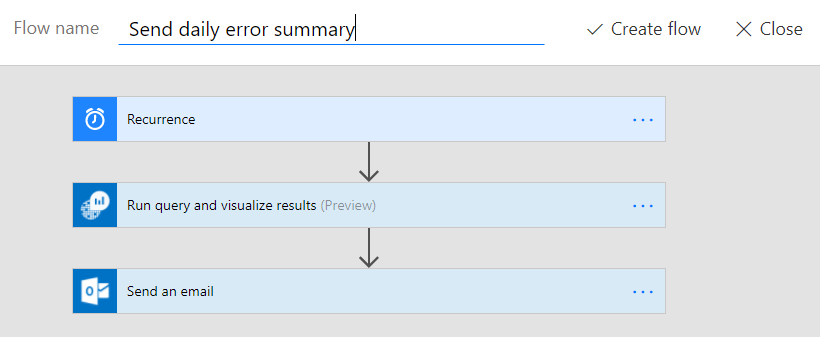 Flow name Send daily error summary Create flow Close
Recurrence
Run query and visualize results (Preview)
Send an email